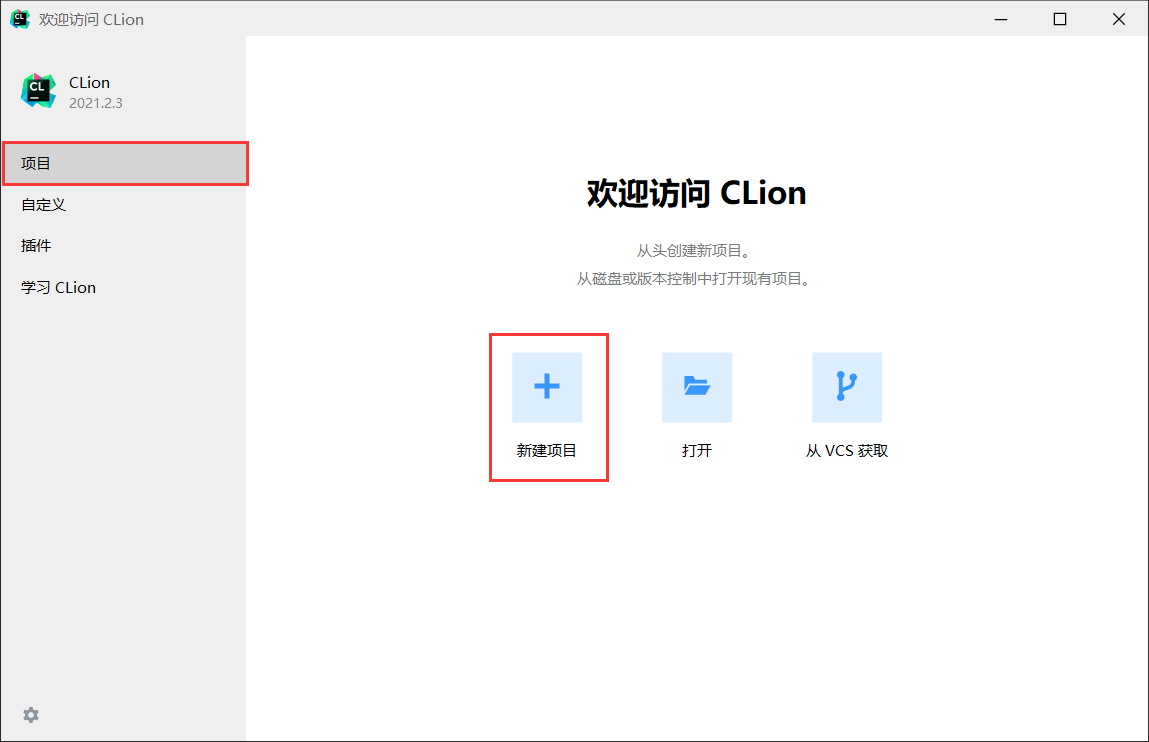 欢迎访问 CLion
CLion
2021.2.3
项目
自定义
插件
学习 CLion
欢迎访问 CLion
从头创建新项目。
从磁盘或版本控制中打开现有项目。
新建项目
打开
从 VCS 获取